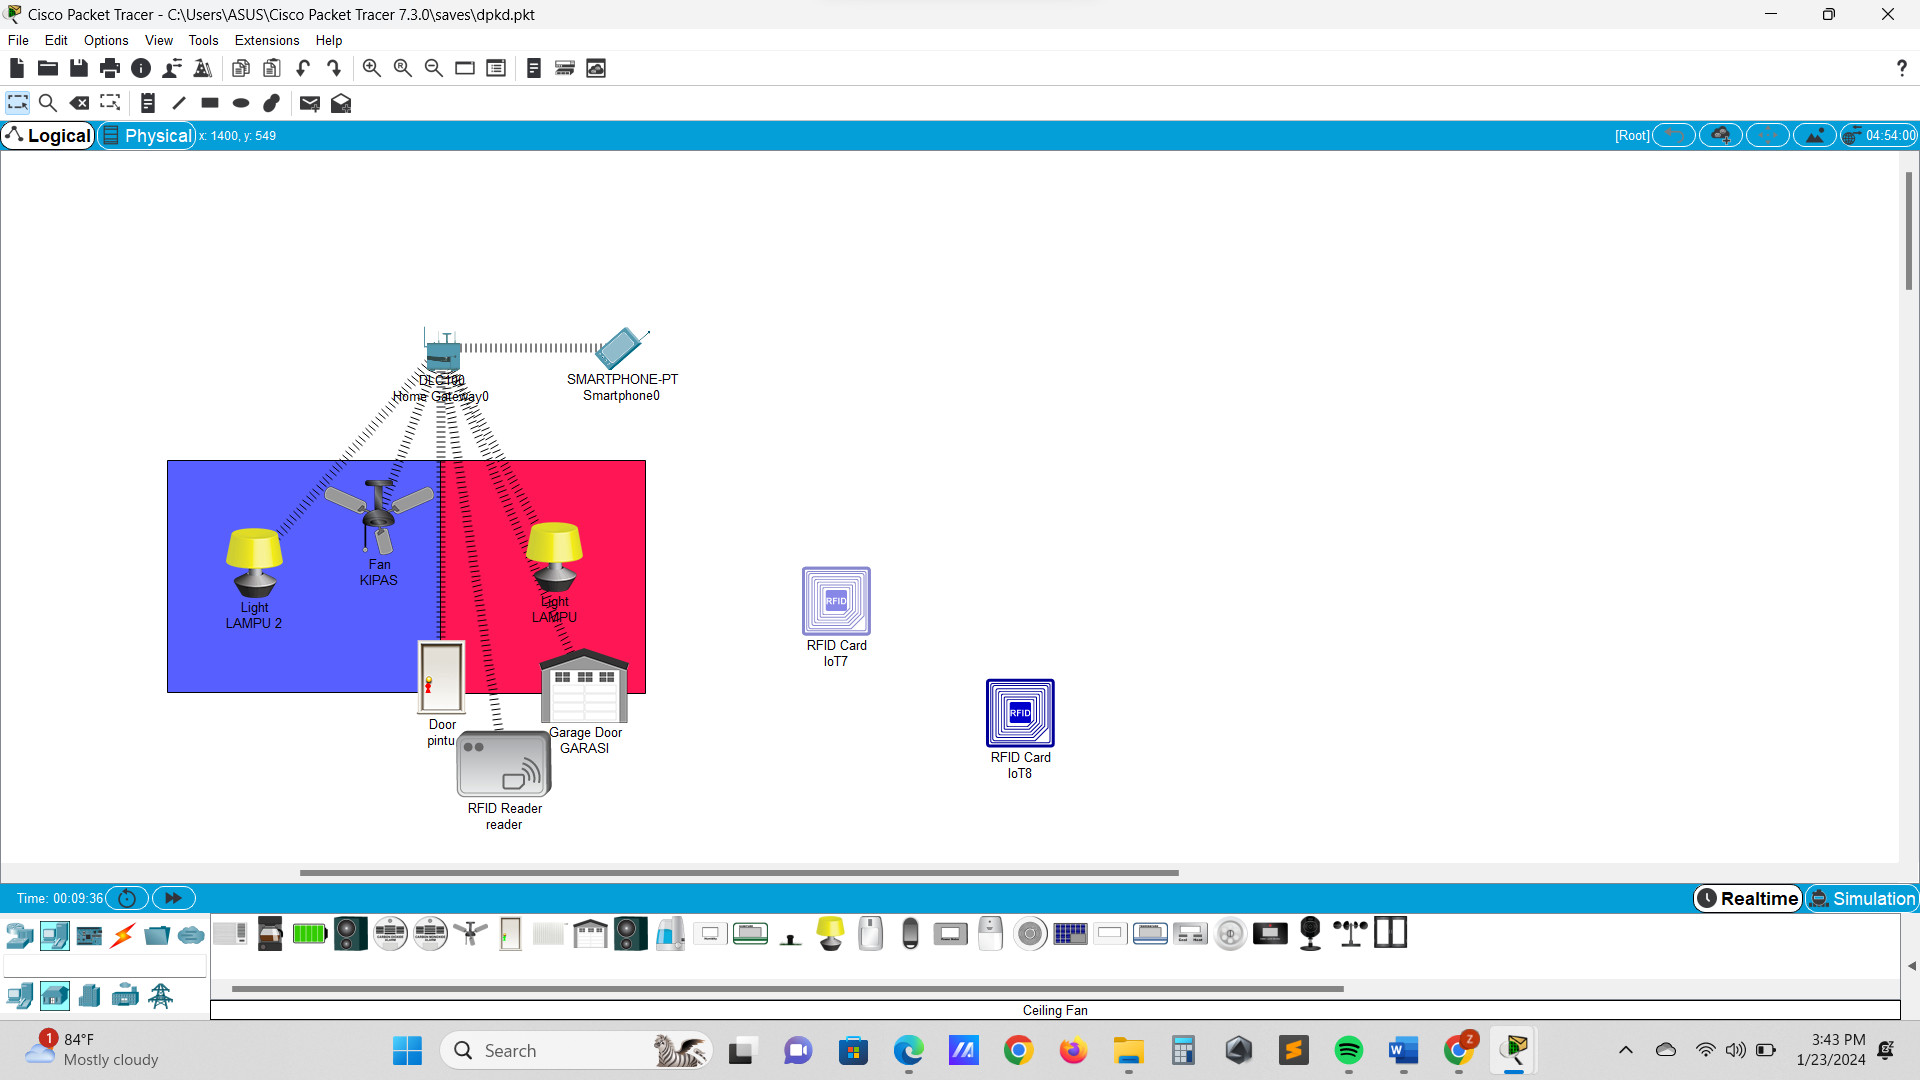 Cisco Packet Tracer - C:\Users\ASUS\Cisco Packet Tracer 7.3.0\saves\dpkd.pkt
File Edit Options View Tools Extensions Help
?
Logical Physical x: 1400, y: 549 [Root] 04:54:00
DLC100
Home Gateway0
SMARTPHONE-PT
Smartphone0
Fan
KIPAS
Light
LAMPU 2
Light
LAMPU
RFID
RFID Card
IoT7
RFID
RFID Card
IoT8
Door
pintu
Garage Door
GARASI
RFID Reader
reader
Time: 00:09:36 Realtime Simulation
Ceiling Fan
1
84°F
Mostly cloudy
Search
Z
3:43 PM
1/23/2024